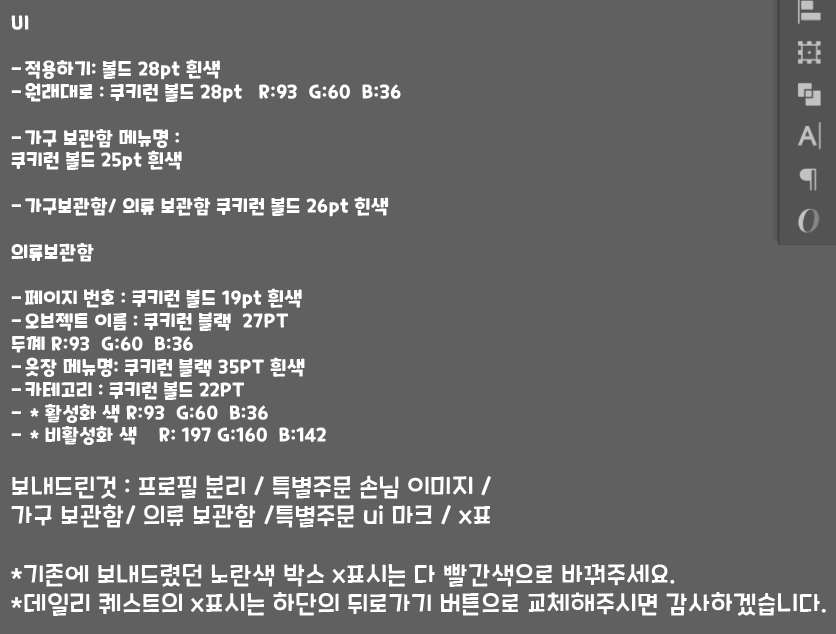 UI
-적용하기: 볼드 28pt 흰색
-원래대로 : 쿠키런 볼드 28pt R:93 G:60 B:36
-가구 보관함 메뉴명 :
쿠키런 볼드 25pt 흰색
-가구보관함/ 의류 보관함 쿠키런 볼드 26pt 힌색
의류보관함
-페이지 번호 : 쿠키런 볼드 19pt 흰색
-오브젝트 이름 : 쿠키런 블랙 27PT
두께 R:93 G:60 B:36
-옷장 메뉴명: 쿠키런 블랙 35PT 흰색
-카테고리 : 쿠키런 볼드 22PT
- * 활성화 색 R:93 G:60 B:36
- * 비활성화 색 R: 197 G:160 B:142
보내드린것 : 프로필 분리 / 특별주문 손님 이미지 /
가구 보관함/ 의류 보관함 /특별주문 ui 마크 / x표
*기존에 보내드렸던 노란색 박스 x표시는 다 빨간색으로 바꿔주세요.
*데일리 퀘스트의 x표시는 하단의 뒤로가기 버튼으로 교체해주시면 감사하겠습니다.